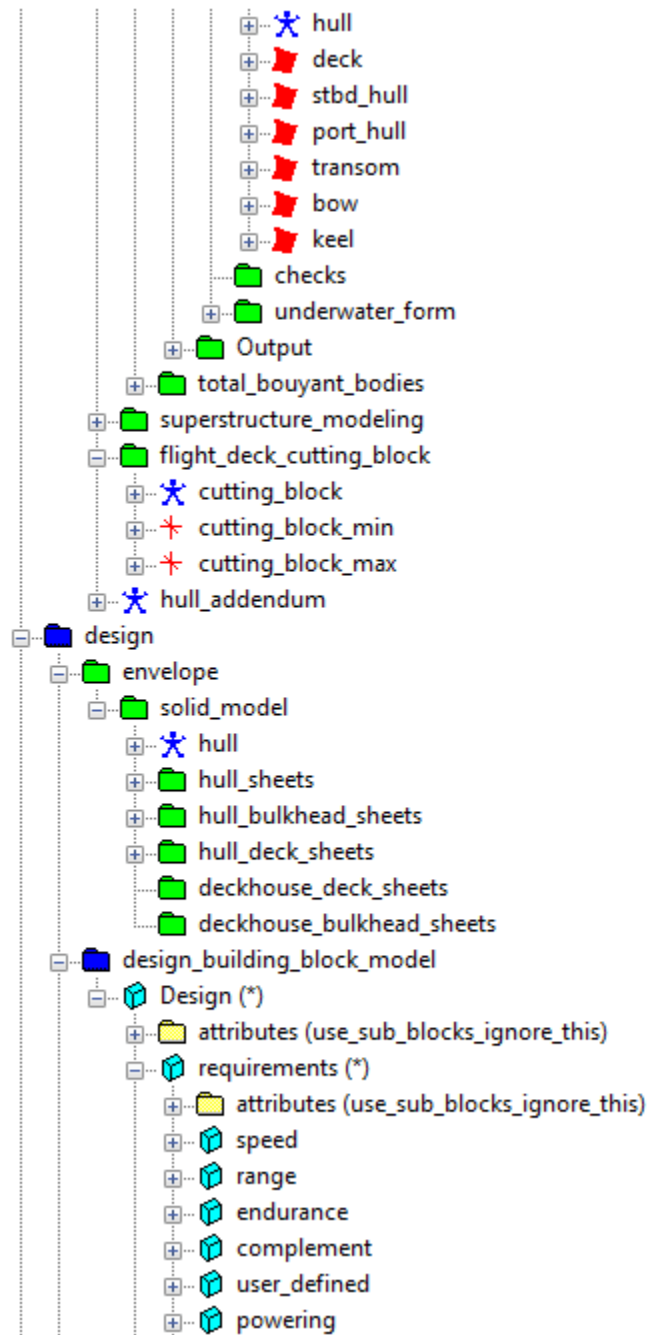 hull
deck
stbd_hull
port_hull
transom
bow
keel
checks
underwater_form
Output
total_bouyant_bodies
superstructure_modeling
flight_deck_cutting_block
cutting_block
cutting_block_min
cutting_block_max
hull_addendum
design
envelope
solid_model
hull
hull_sheets
hull_bulkhead_sheets
hull_deck_sheets
deckhouse_deck_sheets
deckhouse_bulkhead_sheets
design_building_block_model
Design (*)
attributes (use_sub_blocks_ignore_this)
requirements (*)
attributes (use_sub_blocks_ignore_this)
speed
range
endurance
complement
user_defined
powering